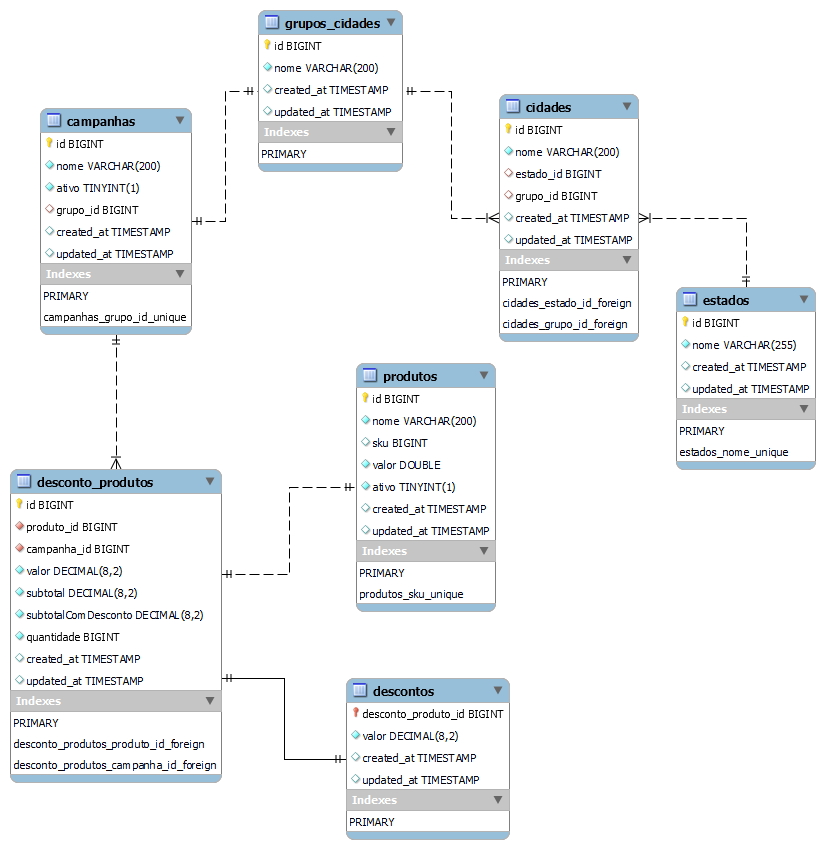 grupos_cidades
id BIGINT
nome VARCHAR(200)
created_at TIMESTAMP
updated_at TIMESTAMP
Indexes
PRIMARY
campanhas
id BIGINT
nome VARCHAR(200)
ativo TINYINT(1)
grupo_id BIGINT
created_at TIMESTAMP
updated_at TIMESTAMP
Indexes
PRIMARY
campanhas_grupo_id_unique
cidades
id BIGINT
nome VARCHAR(200)
estado_id BIGINT
grupo_id BIGINT
created_at TIMESTAMP
updated_at TIMESTAMP
Indexes
PRIMARY
cidades_estado_id_foreign
cidades_grupo_id_foreign
estados
id BIGINT
nome VARCHAR(255)
created_at TIMESTAMP
updated_at TIMESTAMP
Indexes
PRIMARY
estados_nome_unique
produtos
id BIGINT
nome VARCHAR(200)
sku BIGINT
valor DOUBLE
ativo TINYINT(1)
created_at TIMESTAMP
updated_at TIMESTAMP
Indexes
PRIMARY
produtos_sku_unique
desconto_produtos
id BIGINT
produto_id BIGINT
campanha_id BIGINT
valor DECIMAL(8,2)
subtotal DECIMAL(8,2)
subtotalComDesconto DECIMAL(8,2)
quantidade BIGINT
created_at TIMESTAMP
updated_at TIMESTAMP
Indexes
PRIMARY
desconto_produtos_produto_id_foreign
desconto_produtos_campanha_id_foreign
descontos
desconto_produto_id BIGINT
valor DECIMAL(8,2)
created_at TIMESTAMP
updated_at TIMESTAMP
Indexes
PRIMARY